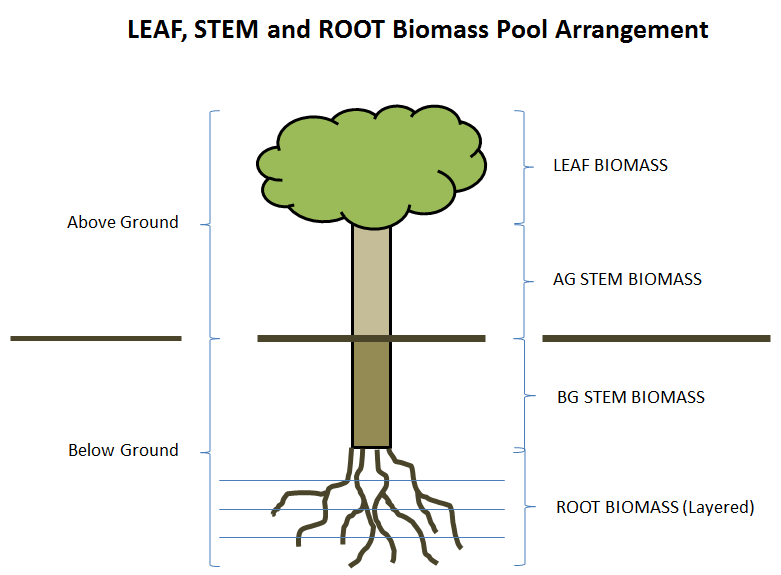 LEAF, STEM and ROOT Biomass Pool Arrangement
LEAF BIOMASS
Above Ground
AG STEM BIOMASS
BG STEM BIOMASS
Below Ground
ROOT BIOMASS (Layered)